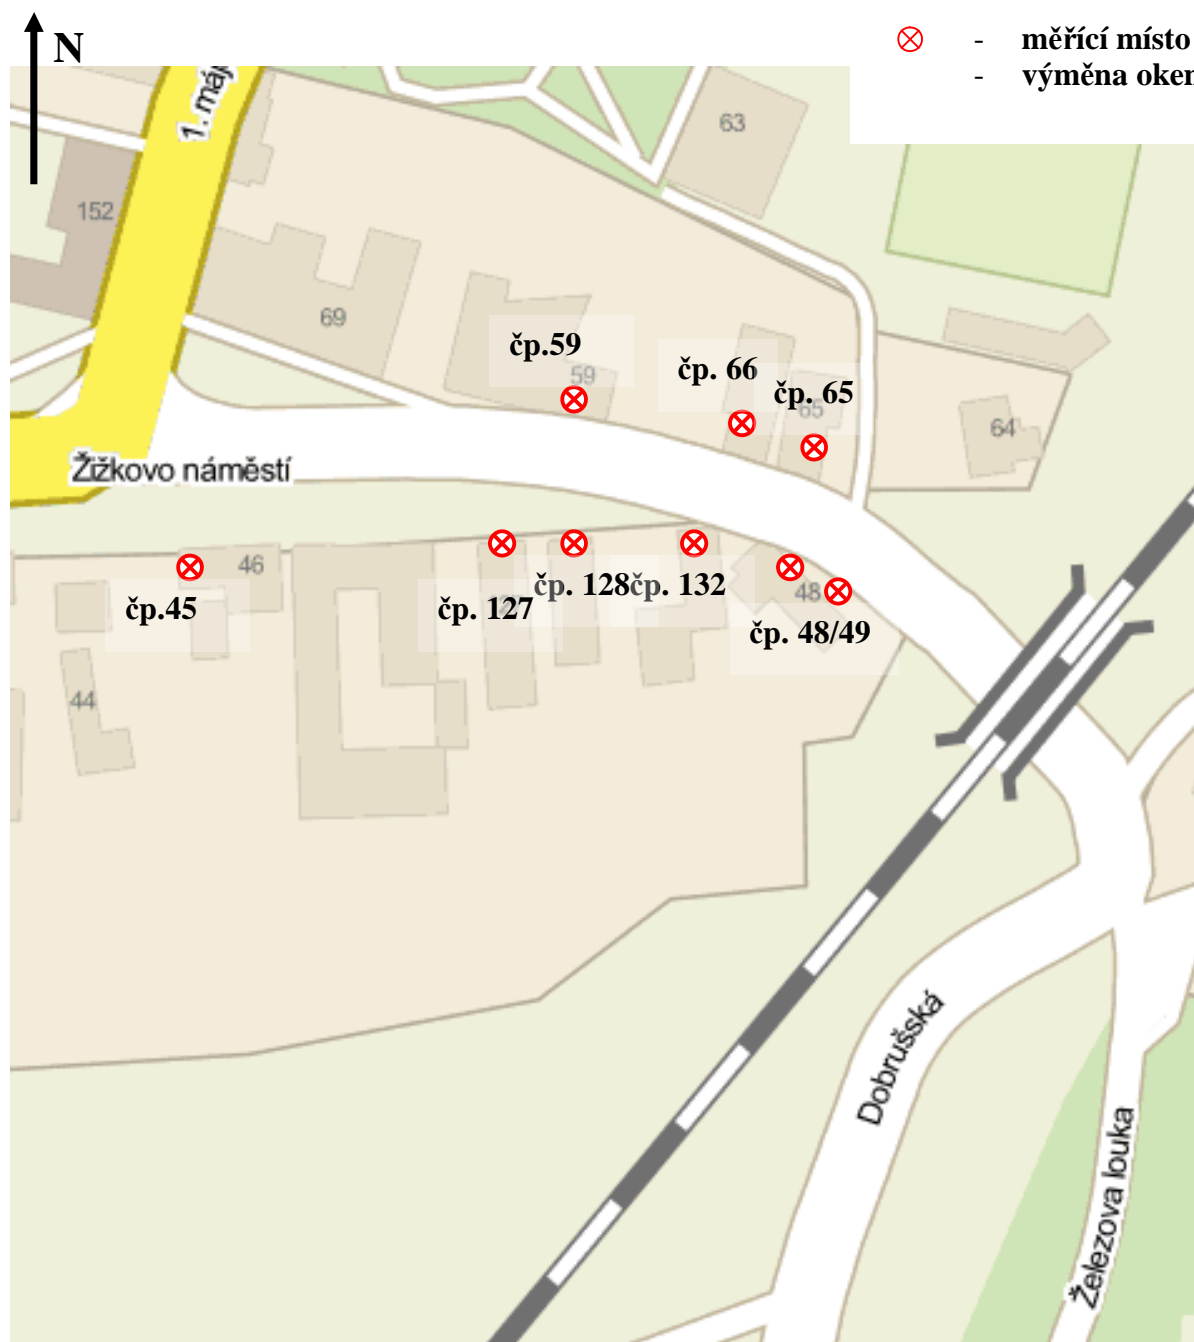 N
- měřící místo
- výměna oken
1. máj
63
152
69
čp.59
59
čp. 66
čp. 65
65
64
Žižkovo náměstí
46
čp.45
čp. 127
čp. 128
čp. 132
48
čp. 48/49
44
Dobrušská
Železova louka